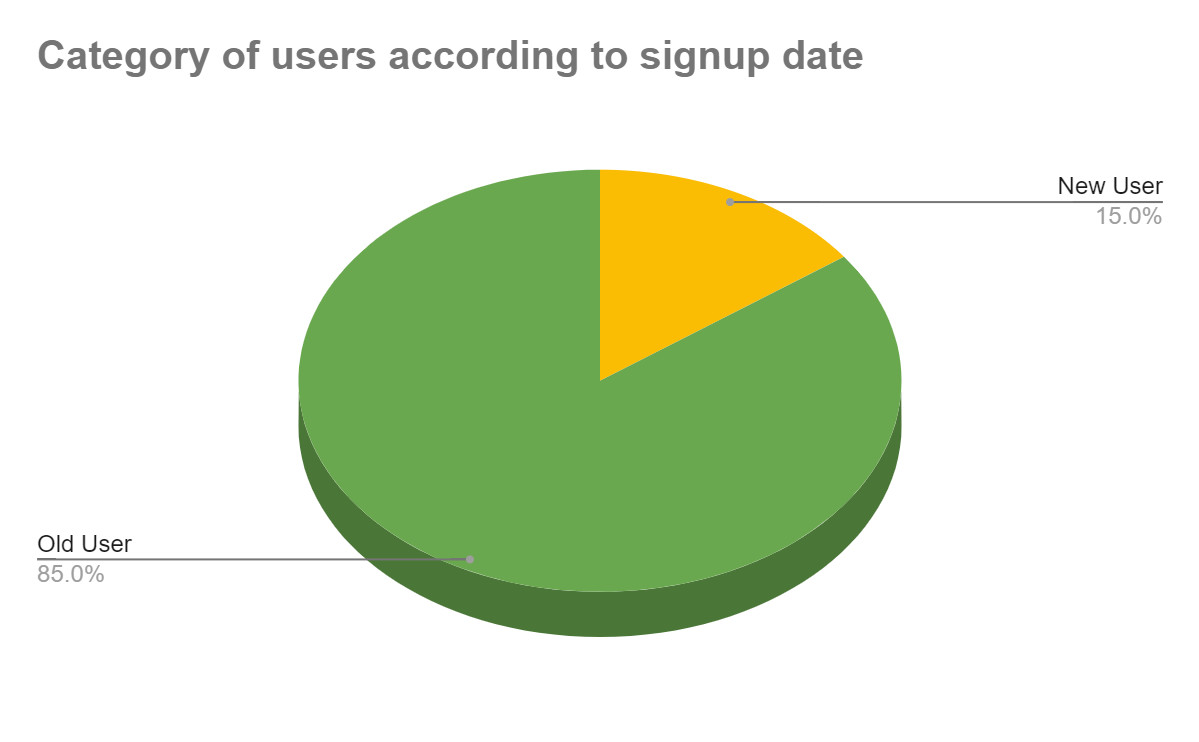 Category of users according to signup date
New User
15.0%
Old User
85.0%